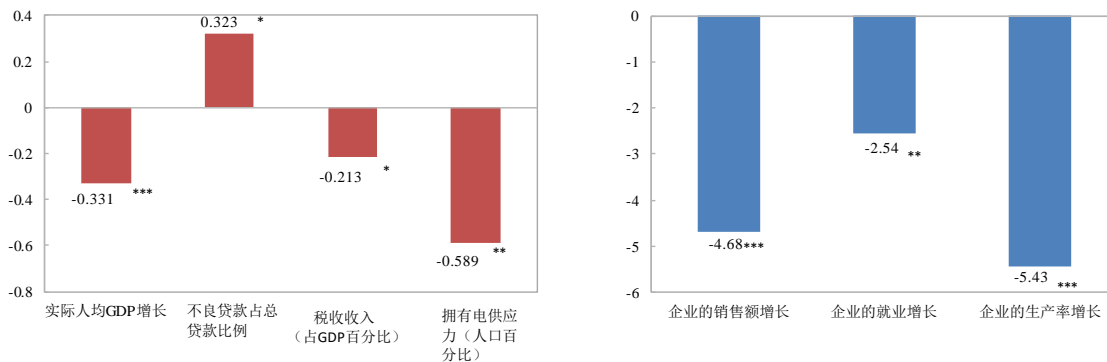 0.4
0.2
0
-0.2
-0.4
-0.6
-0.8
0.323 *
-0.331 ***
-0.213 *
-0.589 **
实际人均GDP增长
不良贷款占总
贷款比例
税收收入
（占GDP百分比）
拥有电供应
力（人口百
分比）
0
-1
-2
-3
-4
-5
-6
-4.68***
-2.54 **
-5.43 ***
企业的销售额增长
企业的就业增长
企业的生产率增长